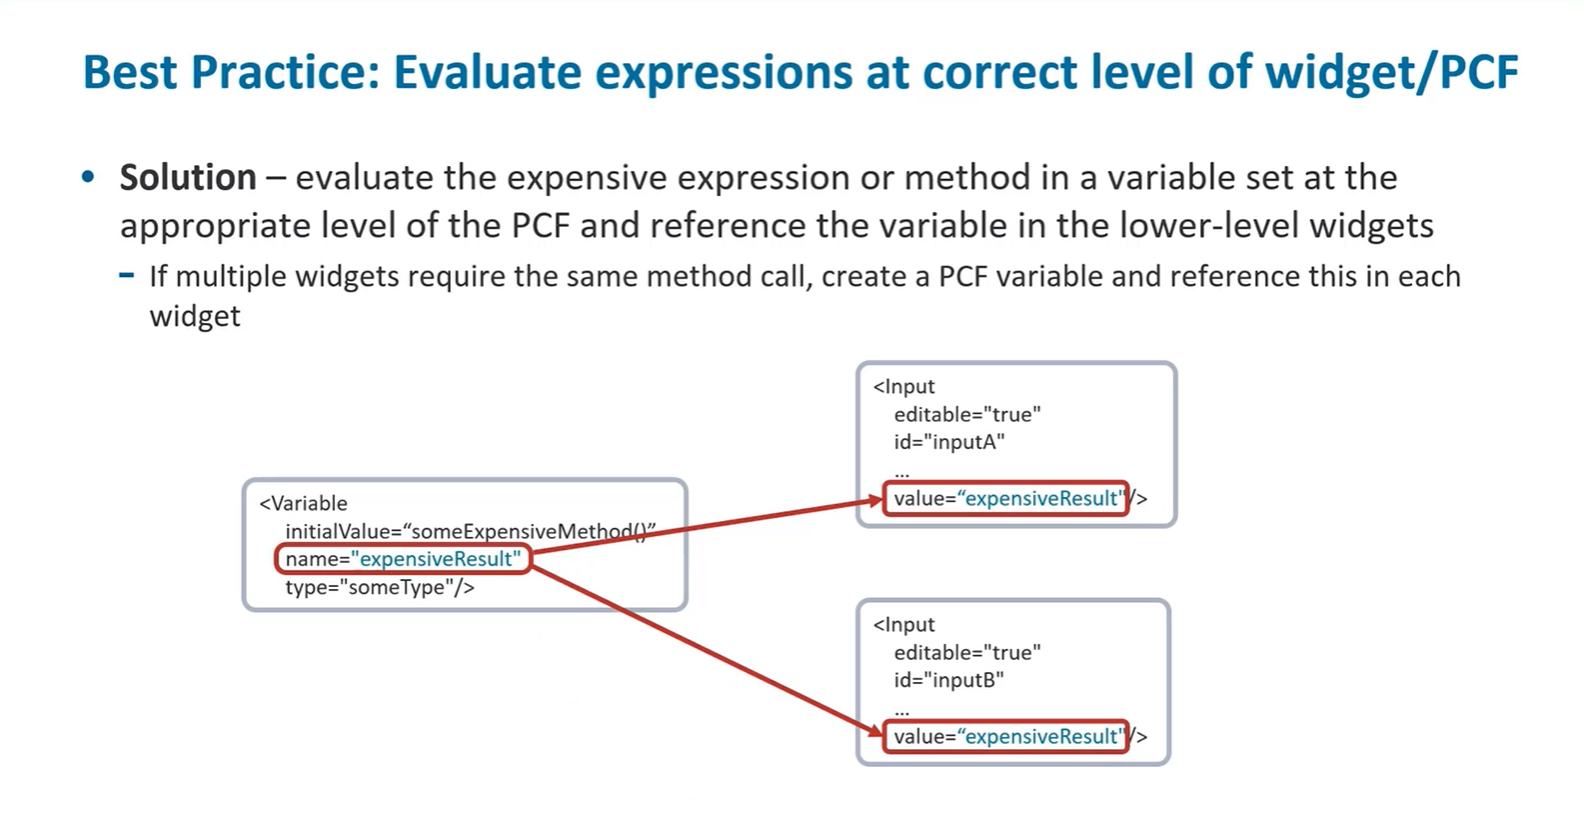 Best Practice: Evaluate expressions at correct level of widget/PCF
• Solution – evaluate the expensive expression or method in a variable set at the
appropriate level of the PCF and reference the variable in the lower-level widgets
– If multiple widgets require the same method call, create a PCF variable and reference this in each
widget
<Variable
initialValue=“someExpensiveMethod()”
name="expensiveResult"
type="someType"/>
<Input
editable="true"
id="inputA"
...
value=“expensiveResult"/>
<Input
editable="true"
id="inputB"
...
value=“expensiveResult"/>